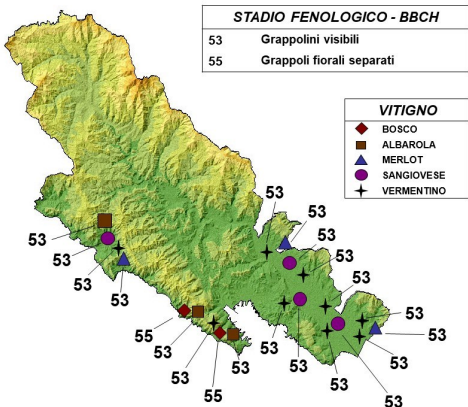 STADIO FENOLOGICO - BBCH
53 Grappolini visibili
55 Grappoli fiorali separati
VITIGNO
BOSCO
ALBAROLA
MERLOT
SANGIOVESE
VERMENTINO
53
53
53
53
53
53
53
53
53
53
53
53
53
55
53
53
53
53
53
53
55